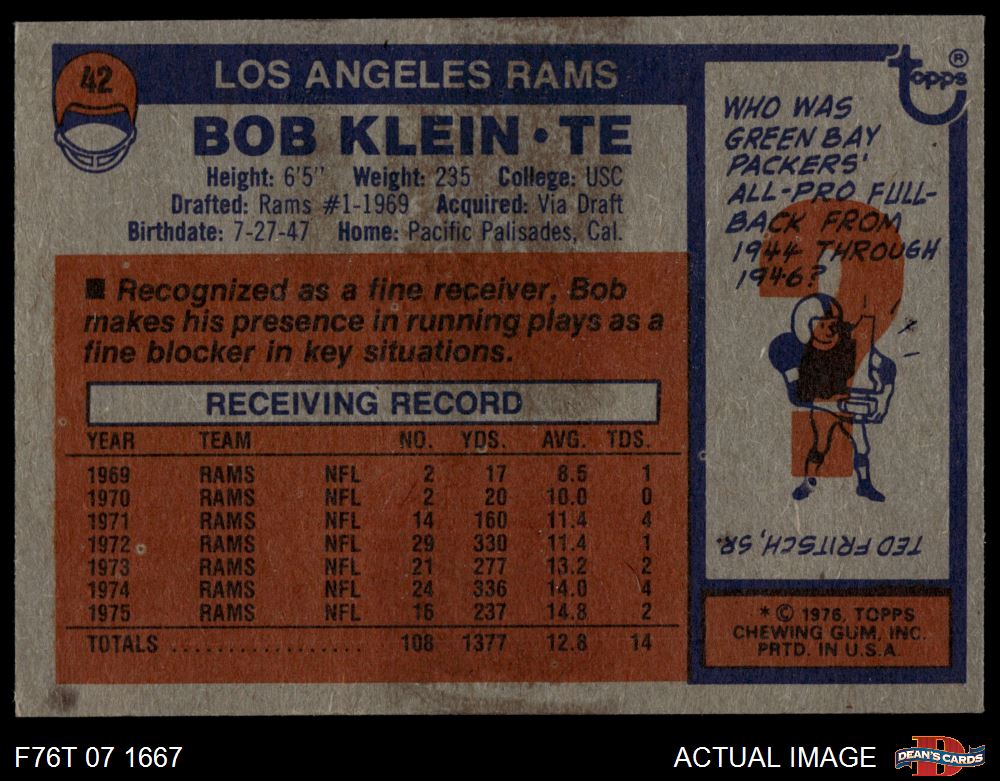 42
LOS ANGELES RAMS
BOB KLEIN • TE
Height: 6'5" Weight: 235 College: USC
Drafted: Rams #1-1969 Acquired: Via Draft
Birthdate: 7-27-47 Home: Pacific Palisades, Cal.
■ Recognized as a fine receiver, Bob
makes his presence in running plays as a
fine blocker in key situations.
RECEIVING RECORD
YEAR TEAM NO. YDS. AVG. TDS.
1969 RAMS NFL 2 17 8.5 1
1970 RAMS NFL 2 20 10.0 0
1971 RAMS NFL 14 160 11.4 4
1972 RAMS NFL 29 330 11.4 1
1973 RAMS NFL 21 277 13.2 2
1974 RAMS NFL 24 336 14.0 4
1975 RAMS NFL 16 237 14.8 2
TOTALS .................. 108 1377 12.8 14
topps ®
WHO WAS
GREEN BAY
PACKERS'
ALL-PRO FULL-
BACK FROM
1944 THROUGH
1946?
?
TED FRITSCH, SR.
* © 1976, TOPPS
CHEWING GUM, INC.
PRTD. IN U.S.A.
F76T 07 1667
ACTUAL IMAGE
D
DEAN'S CARDS